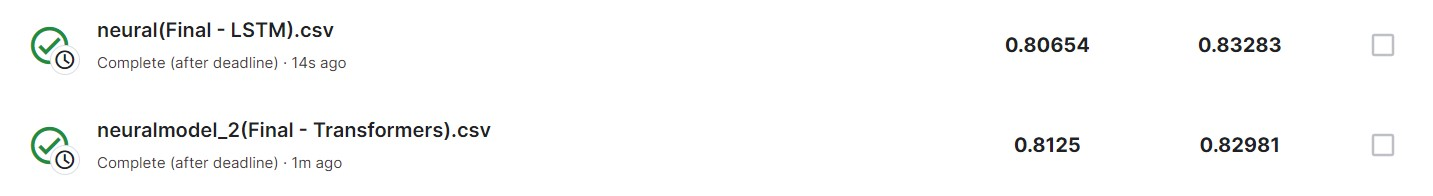 neural(Final - LSTM).csv
Complete (after deadline) · 14s ago
0.80654
0.83283
neuralmodel_2(Final - Transformers).csv
Complete (after deadline) · 1m ago
0.8125
0.82981